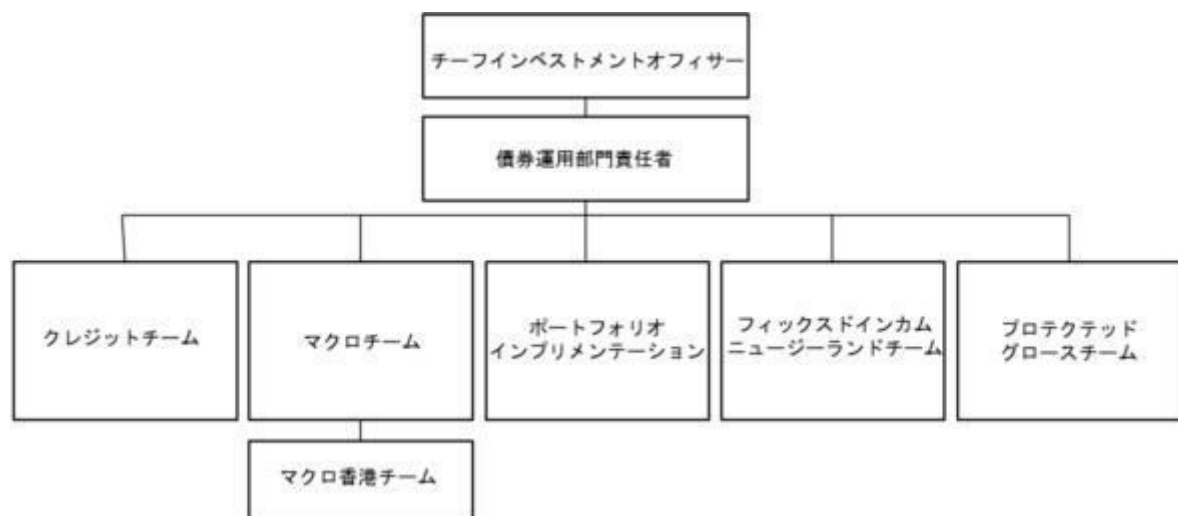 チーフインベストメントオフィサー
債券運用部門責任者
クレジットチーム
マクロチーム
ポートフォリオ
インプリメンテーション
フィックスドインカム
ニュージーランドチーム
プロテクテッド
グロースチーム
マクロ香港チーム